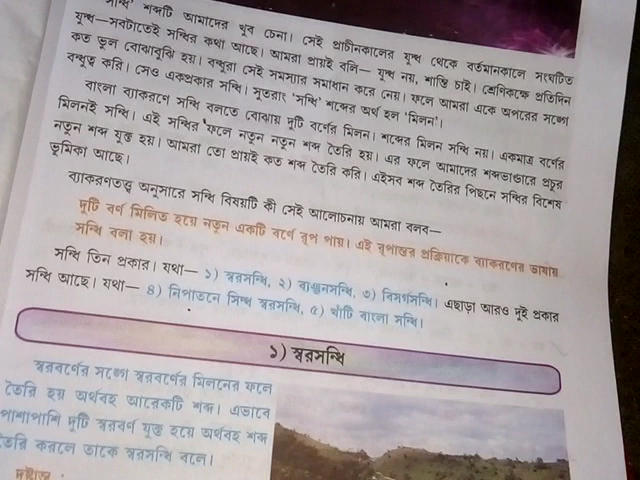 'সন্ধি' শব্দটি আমাদের খুব চেনা। সেই প্রাচীনকালের যুদ্ধ থেকে বর্তমানকালে সংঘটিত
যুদ্ধ—সবটাতেই সন্ধির কথা আছে। আমরা প্রায়ই বলি— যুদ্ধ নয়, শান্তি চাই। শ্রেণিকক্ষে প্রতিদিন
কত ভুল বোঝাবুঝি হয়। বন্ধুরা সেই সমস্যার সমাধান করে নেয়। ফলে আমরা একে অপরের সঙ্গে
বন্ধুত্ব করি। সেও একপ্রকার সন্ধি। সুতরাং 'সন্ধি' শব্দের অর্থ হল 'মিলন'।
বাংলা ব্যাকরণে সন্ধি বলতে বোঝায় দুটি বর্ণের মিলন। শব্দের মিলন সন্ধি নয়। একমাত্র বর্ণের
মিলনই সন্ধি। এই সন্ধির ফলে নতুন নতুন শব্দ তৈরি হয়। এর ফলে আমাদের শব্দভাণ্ডারে প্রচুর
নতুন শব্দ যুক্ত হয়। আমরা তো প্রায়ই কত শব্দ তৈরি করি। এইসব শব্দ তৈরির পিছনে সন্ধির বিশেষ
ভূমিকা আছে।
ব্যাকরণতত্ত্ব অনুসারে সন্ধি বিষয়টি কী সেই আলোচনায় আমরা বলব—
দুটি বর্ণ মিলিত হয়ে নতুন একটি বর্ণে রূপ পায়। এই রূপান্তর প্রক্রিয়াকে ব্যাকরণের ভাষায়
সন্ধি বলা হয়।
সন্ধি তিন প্রকার। যথা— ১) স্বরসন্ধি, ২) ব্যঞ্জনসন্ধি, ৩) বিসর্গসন্ধি। এছাড়া আরও দুই প্রকার
সন্ধি আছে। যথা— ৪) নিপাতনে সিদ্ধ স্বরসন্ধি, ৫) খাঁটি বাংলা সন্ধি।
১) স্বরসন্ধি
স্বরবর্ণের সঙ্গে স্বরবর্ণের মিলনের ফলে
তৈরি হয় অর্থবহ আরেকটি শব্দ। এভাবে
পাশাপাশি দুটি স্বরবর্ণ যুক্ত হয়ে অর্থবহ শব্দ
তৈরি করলে তাকে স্বরসন্ধি বলে।